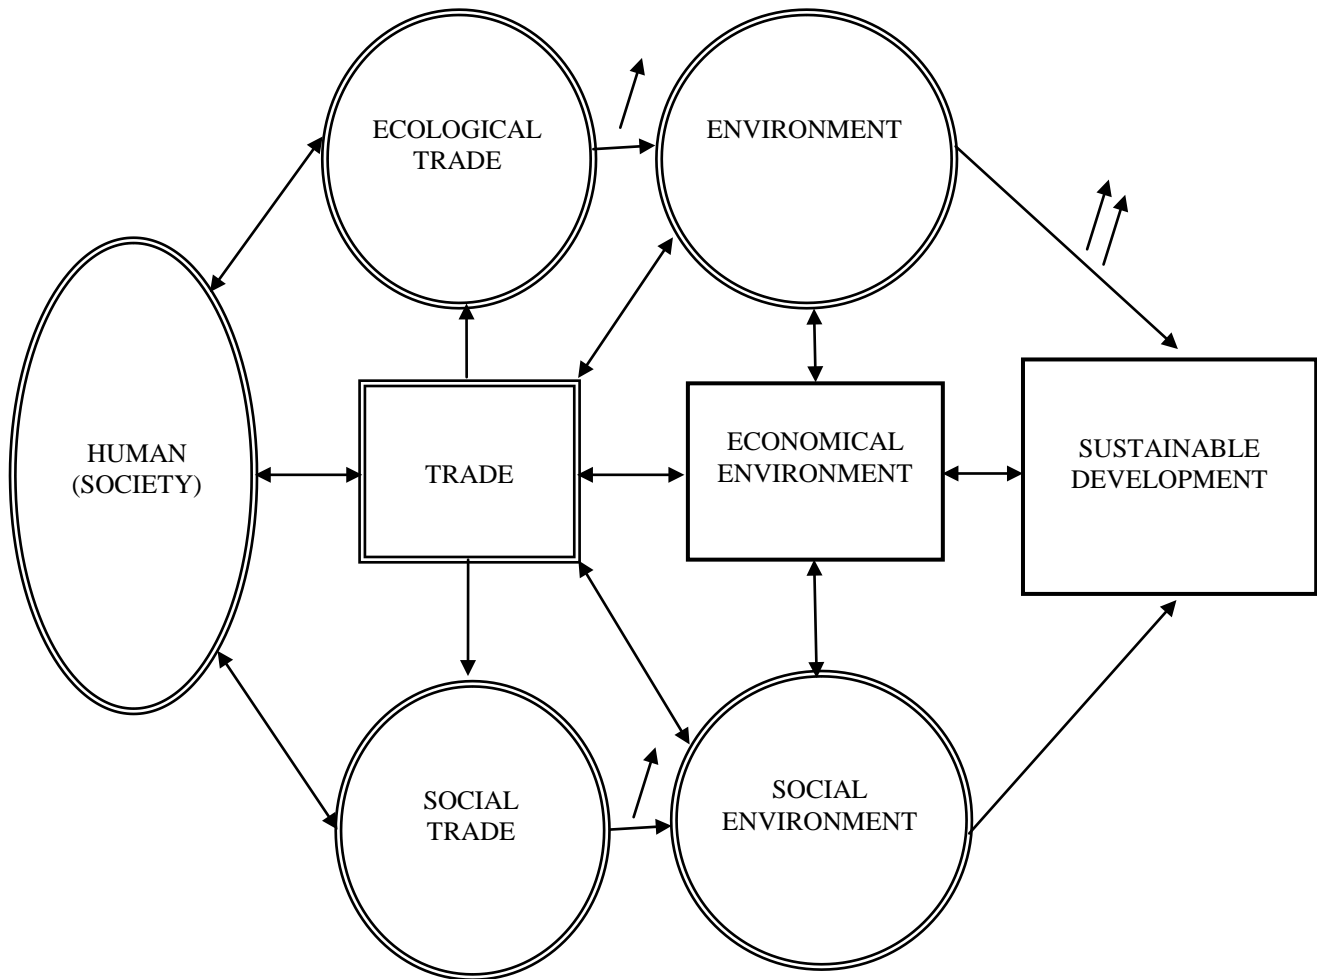 ECOLOGICAL
TRADE
ENVIRONMENT
HUMAN
(SOCIETY)
TRADE
ECONOMICAL
ENVIRONMENT
SUSTAINABLE
DEVELOPMENT
SOCIAL
TRADE
SOCIAL
ENVIRONMENT